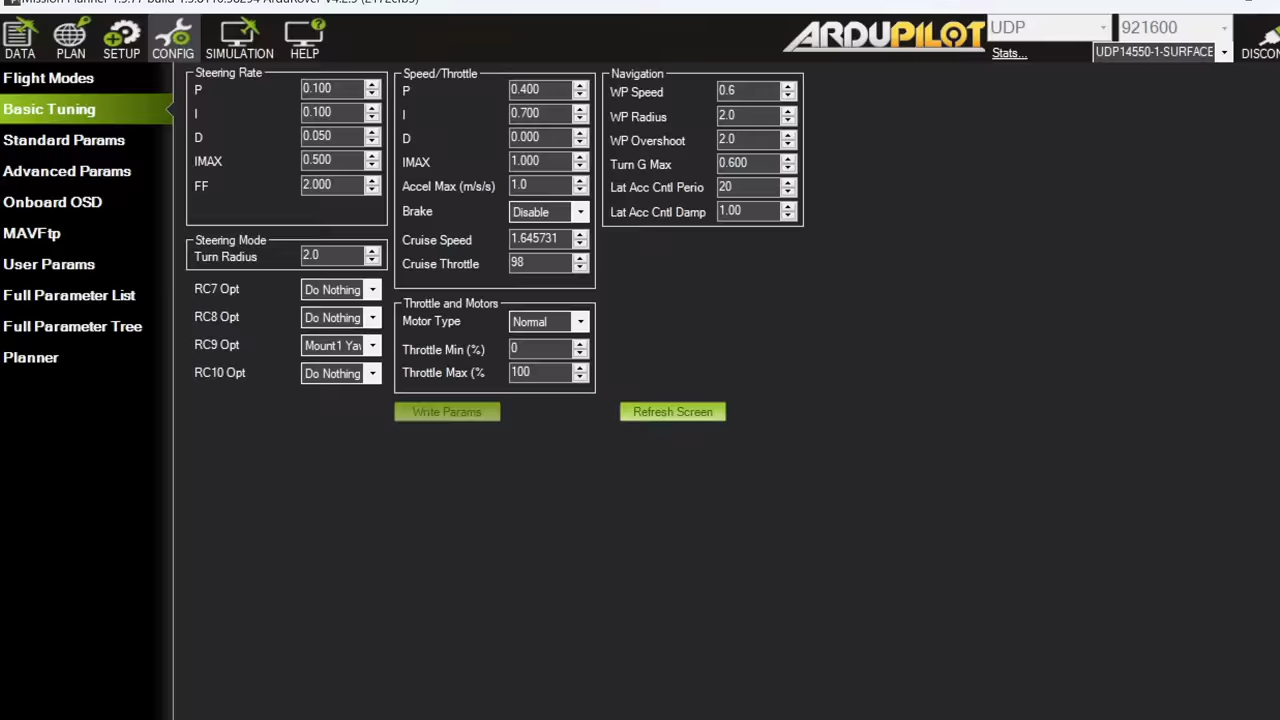 DATA PLAN SETUP CONFIG SIMULATION HELP ARDUPILOT UDP 921600
Stats... UDP14550-1-SURFACE DISCON
Flight Modes
Basic Tuning
Standard Params
Advanced Params
Onboard OSD
MAVFtp
User Params
Full Parameter List
Full Parameter Tree
Planner
Steering Rate
P 0.100
I 0.100
D 0.050
IMAX 0.500
FF 2.000
Steering Mode
Turn Radius 2.0
RC7 Opt Do Nothing
RC8 Opt Do Nothing
RC9 Opt Mount1 Yaw
RC10 Opt Do Nothing
Speed/Throttle
P 0.400
I 0.700
D 0.000
IMAX 1.000
Accel Max (m/s/s) 1.0
Brake Disable
Cruise Speed 1.645731
Cruise Throttle 98
Throttle and Motors
Motor Type Normal
Throttle Min (%) 0
Throttle Max (% 100
Write Params
Navigation
WP Speed 0.6
WP Radius 2.0
WP Overshoot 2.0
Turn G Max 0.600
Lat Acc Cntl Perio 20
Lat Acc Cntl Damp 1.00
Refresh Screen